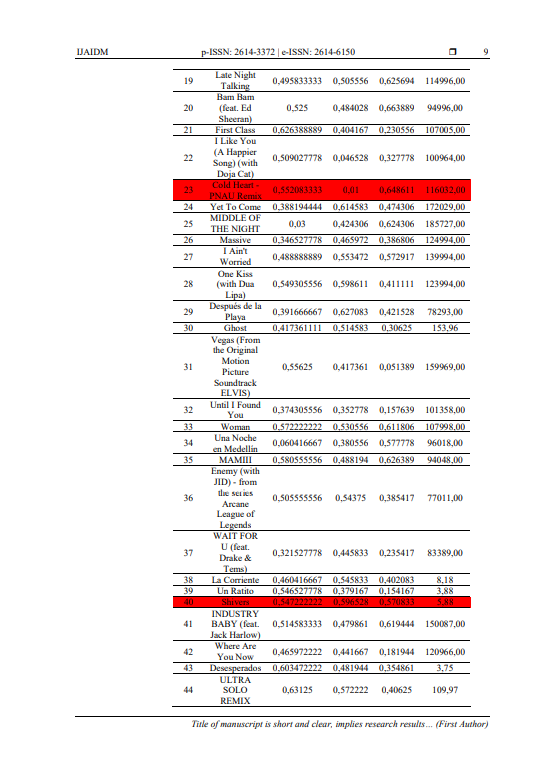 IJAIDM p-ISSN: 2614-3372 | e-ISSN: 2614-6150 ❒ 9
19 Late Night Talking 0,495833333 0,505556 0,625694 114996,00
20 Bam Bam (feat. Ed Sheeran) 0,525 0,484028 0,663889 94996,00
21 First Class 0,626388889 0,404167 0,230556 107005,00
22 I Like You (A Happier Song) (with Doja Cat) 0,509027778 0,046528 0,327778 100964,00
23 Cold Heart - PNAU Remix 0,552083333 0,01 0,648611 116032,00
24 Yet To Come 0,388194444 0,614583 0,474306 172029,00
25 MIDDLE OF THE NIGHT 0,03 0,424306 0,624306 185727,00
26 Massive 0,346527778 0,465972 0,386806 124994,00
27 I Ain't Worried 0,488888889 0,553472 0,572917 139994,00
28 One Kiss (with Dua Lipa) 0,549305556 0,598611 0,411111 123994,00
29 Después de la Playa 0,391666667 0,627083 0,421528 78293,00
30 Ghost 0,417361111 0,514583 0,30625 153,96
31 Vegas (From the Original Motion Picture Soundtrack ELVIS) 0,55625 0,417361 0,051389 159969,00
32 Until I Found You 0,374305556 0,352778 0,157639 101358,00
33 Woman 0,572222222 0,530556 0,611806 107998,00
34 Una Noche en Medellín 0,060416667 0,380556 0,577778 96018,00
35 MAMIII 0,580555556 0,488194 0,626389 94048,00
36 Enemy (with JID) - from the series Arcane League of Legends 0,505555556 0,54375 0,385417 77011,00
37 WAIT FOR U (feat. Drake & Tems) 0,321527778 0,445833 0,235417 83389,00
38 La Corriente 0,460416667 0,545833 0,402083 8,18
39 Un Ratito 0,546527778 0,379167 0,154167 3,88
40 Shivers 0,547222222 0,596528 0,570833 5,88
41 INDUSTRY BABY (feat. Jack Harlow) 0,514583333 0,479861 0,619444 150087,00
42 Where Are You Now 0,465972222 0,441667 0,181944 120966,00
43 Desesperados 0,603472222 0,481944 0,354861 3,75
44 ULTRA SOLO REMIX 0,63125 0,572222 0,40625 109,97
Title of manuscript is short and clear, implies research results… (First Author)